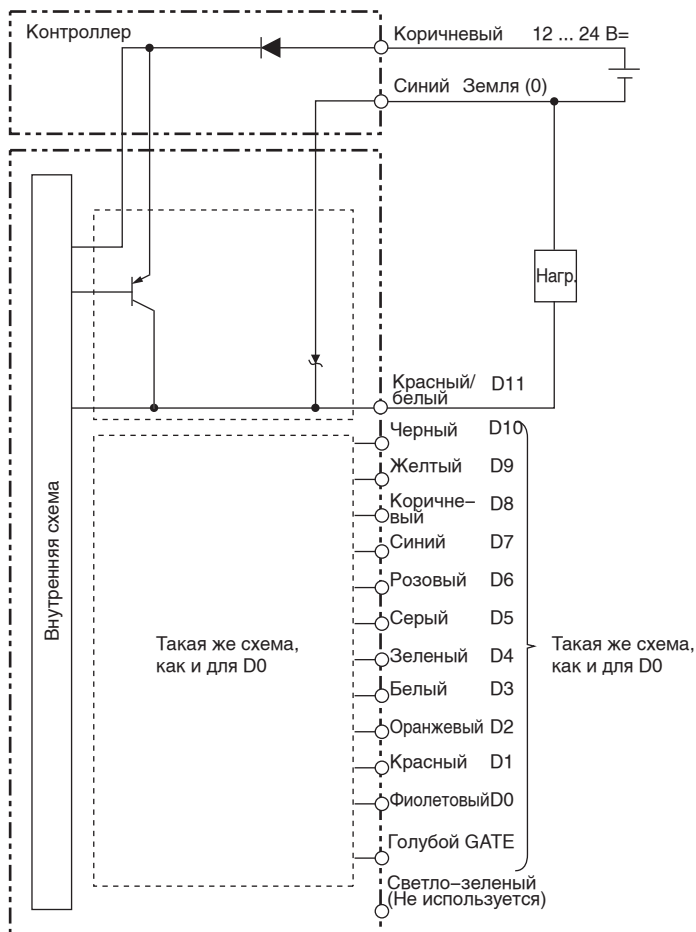 Контроллер
Коричневый 12 ... 24 В=
Синий Земля (0)
Нагр.
Красный/
белый D11
Черный D10
Желтый D9
Коричне–
вый D8
Синий D7
Розовый D6
Серый D5
Зеленый D4
Белый D3
Оранжевый D2
Красный D1
Фиолетовый D0
Голубой GATE
Светло–зеленый
(Не используется)
Внутренняя схема
Такая же схема,
как и для D0
Такая же схема,
как и для D0